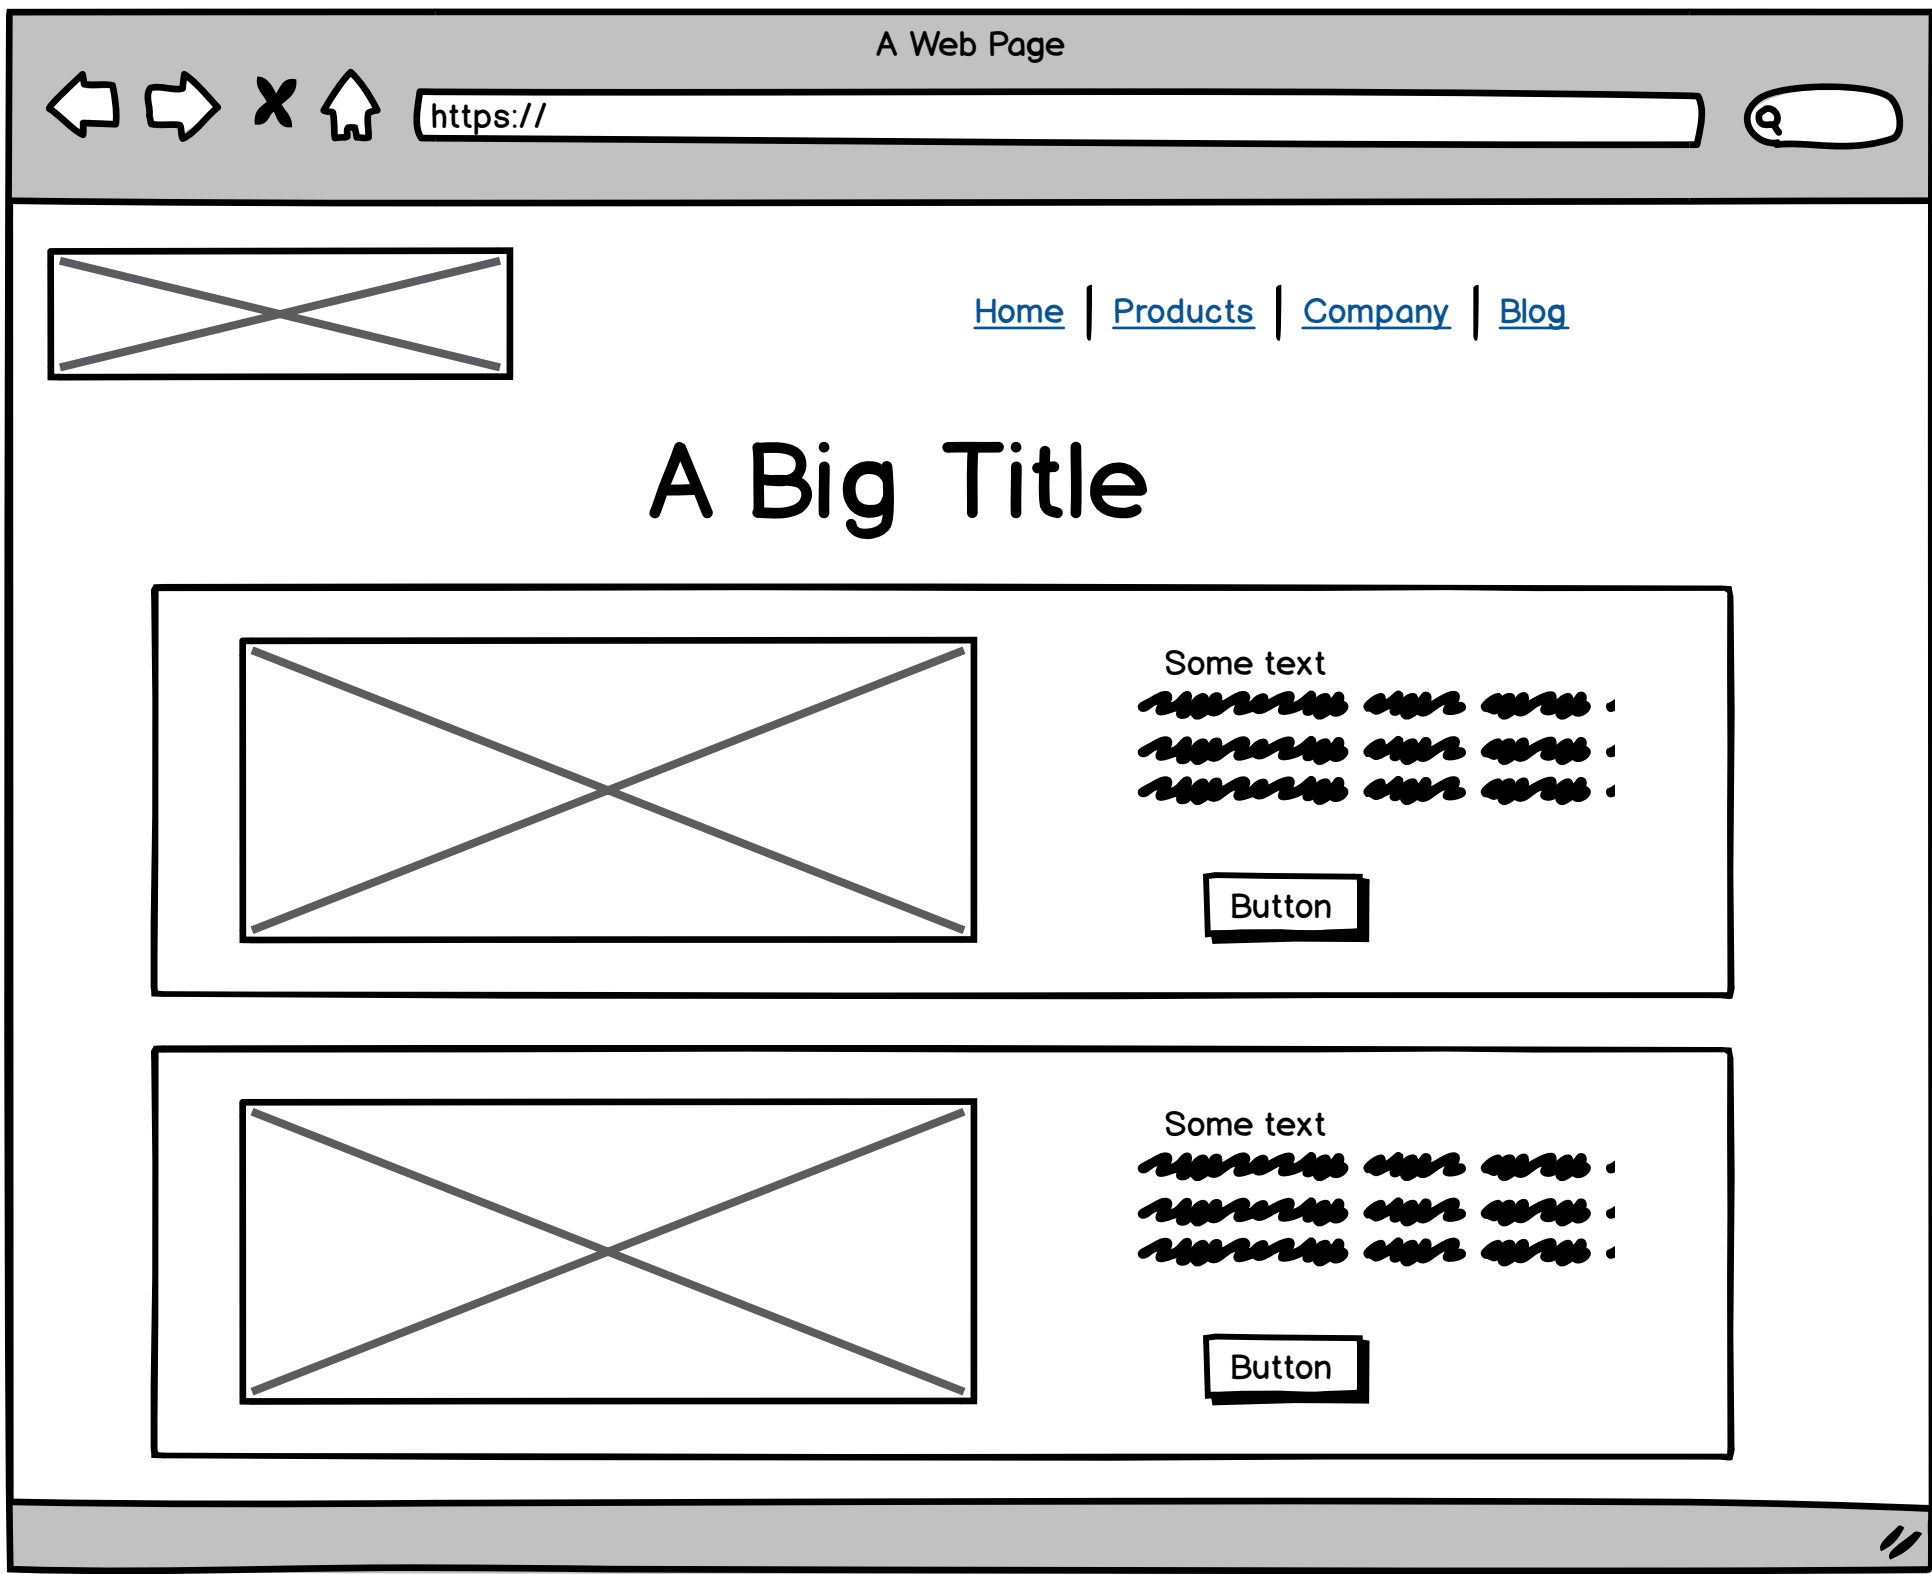 A Web Page
https://
Home Products Company Blog
A Big Title
Some text
Button
Some text
Button